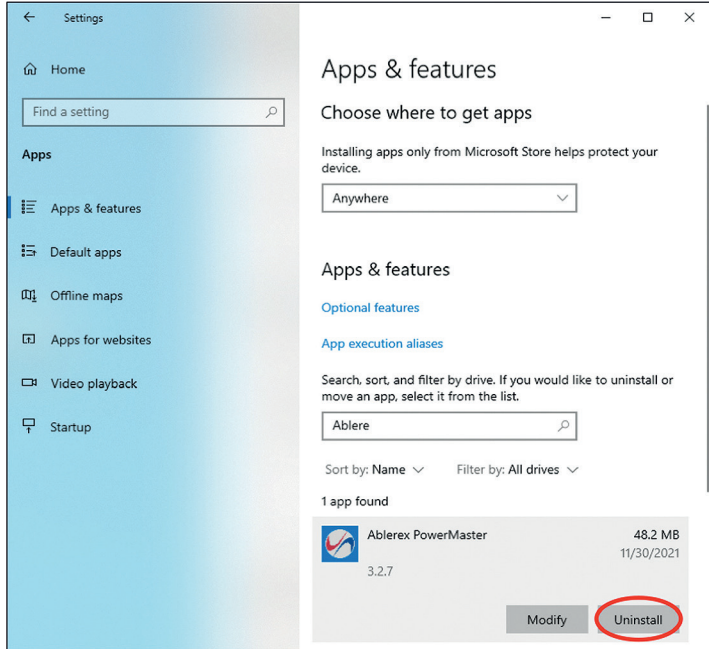 Settings
Home
Find a setting
Apps
Apps & features
Default apps
Offline maps
Apps for websites
Video playback
Startup
Apps & features
Choose where to get apps
Installing apps only from Microsoft Store helps protect your
device.
Anywhere
Apps & features
Optional features
App execution aliases
Search, sort, and filter by drive. If you would like to uninstall or
move an app, select it from the list.
Ablere
Sort by: Name Filter by: All drives
1 app found
Ablerex PowerMaster 48.2 MB
11/30/2021
3.2.7
Modify Uninstall